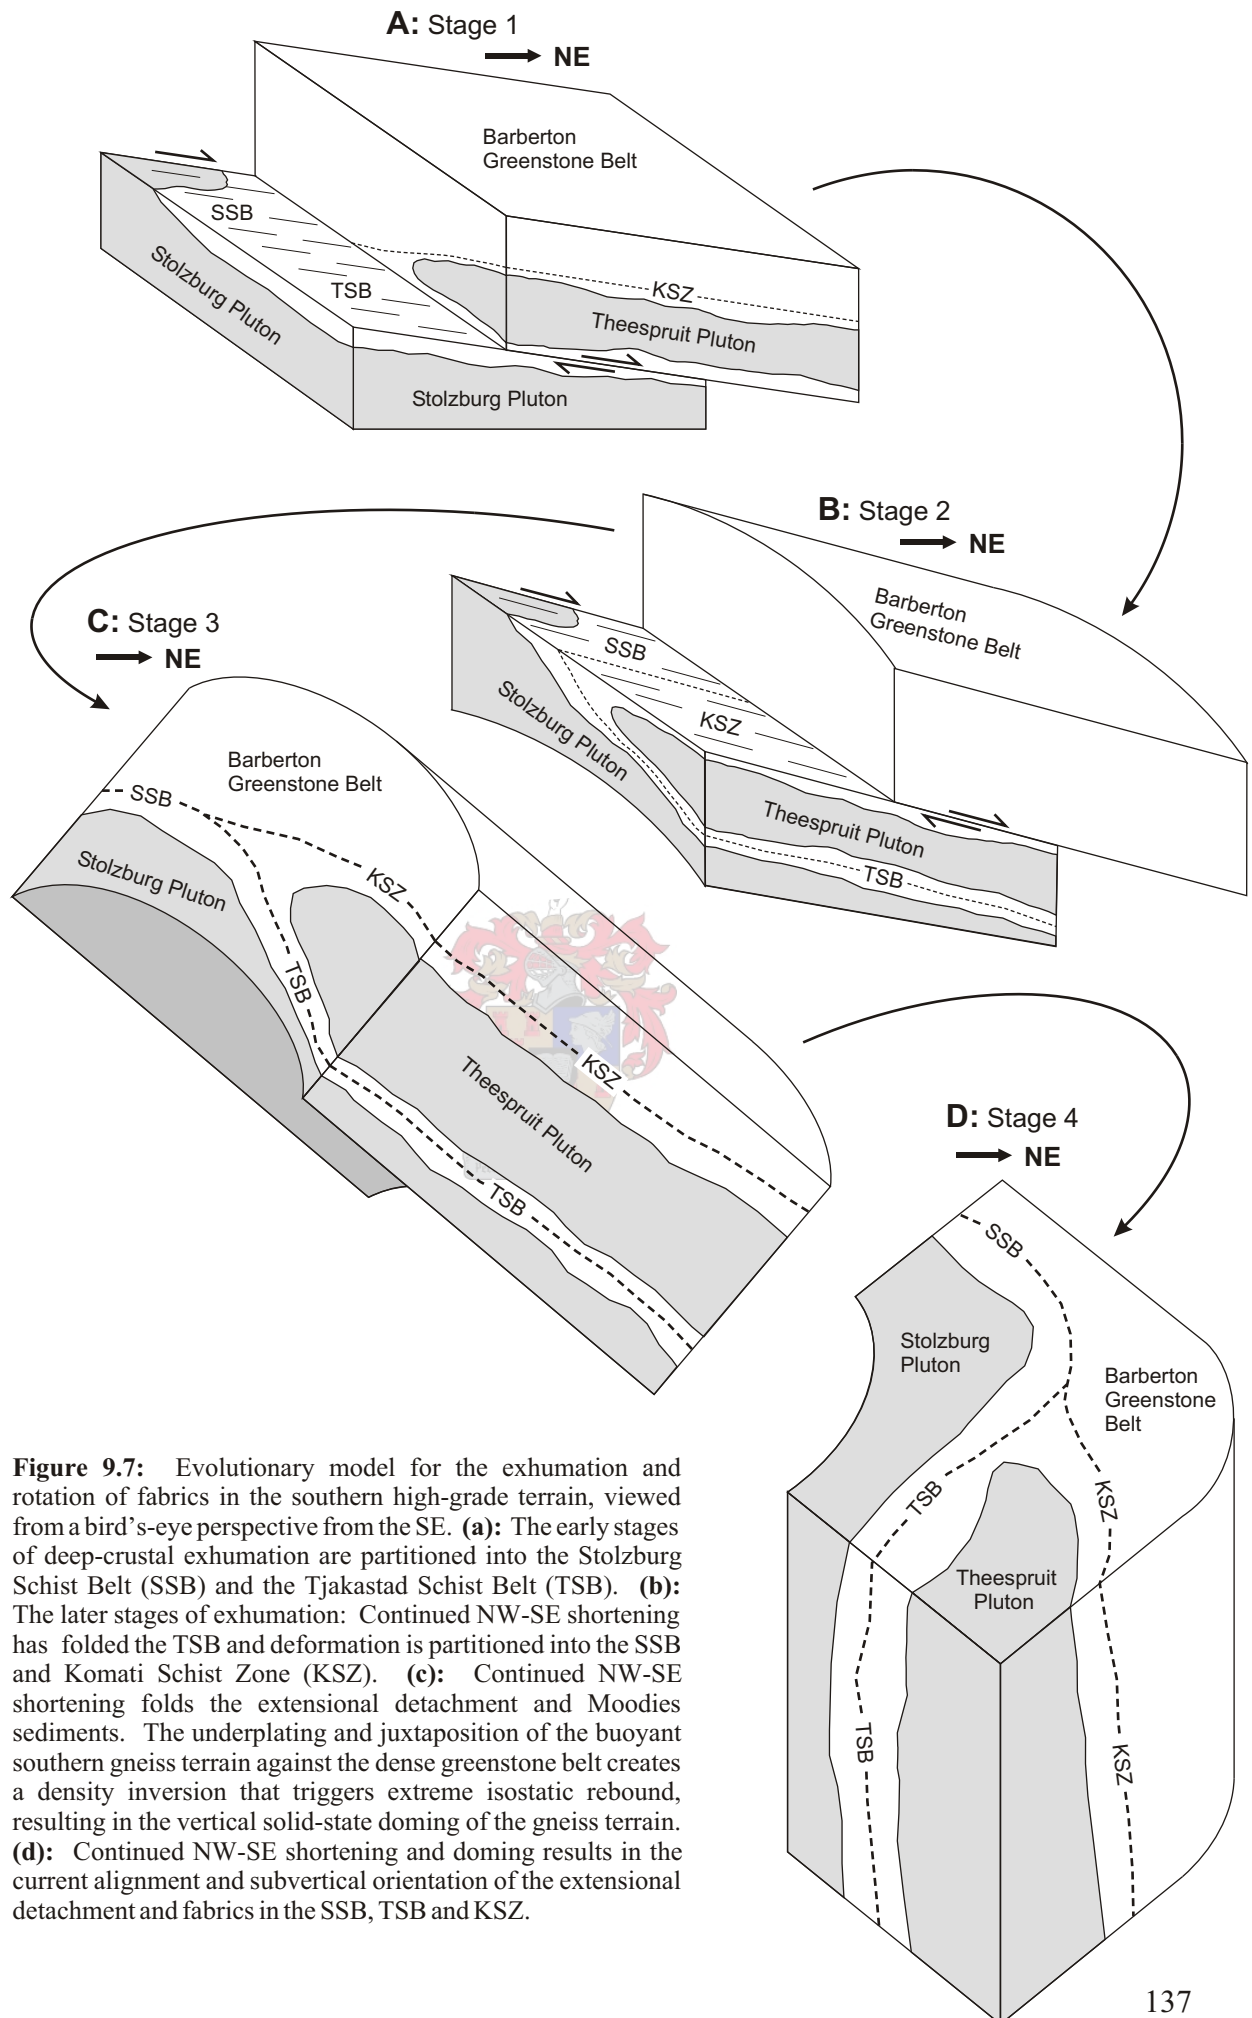 A: Stage 1
NE
Barberton
Greenstone Belt
SSB
TSB
KSZ
Stolzburg Pluton
Theespruit Pluton
Stolzburg Pluton
B: Stage 2
NE
Barberton
Greenstone Belt
SSB
KSZ
Stolzburg Pluton
Theespruit Pluton
TSB
C: Stage 3
NE
Barberton
Greenstone Belt
SSB
Stolzburg Pluton
KSZ
TSB
KSZ
Theespruit Pluton
TSB
D: Stage 4
NE
SSB
Stolzburg
Pluton
Barberton
Greenstone
Belt
TSB
KSZ
Theespruit
Pluton
TSB
KSZ
Figure 9.7: Evolutionary model for the exhumation and
rotation of fabrics in the southern high-grade terrain, viewed
from a bird's-eye perspective from the SE. (a): The early stages
of deep-crustal exhumation are partitioned into the Stolzburg
Schist Belt (SSB) and the Tjakastad Schist Belt (TSB). (b):
The later stages of exhumation: Continued NW-SE shortening
has folded the TSB and deformation is partitioned into the SSB
and Komati Schist Zone (KSZ). (c): Continued NW-SE
shortening folds the extensional detachment and Moodies
sediments. The underplating and juxtaposition of the buoyant
southern gneiss terrain against the dense greenstone belt creates
a density inversion that triggers extreme isostatic rebound,
resulting in the vertical solid-state doming of the gneiss terrain.
(d): Continued NW-SE shortening and doming results in the
current alignment and subvertical orientation of the extensional
detachment and fabrics in the SSB, TSB and KSZ.
137